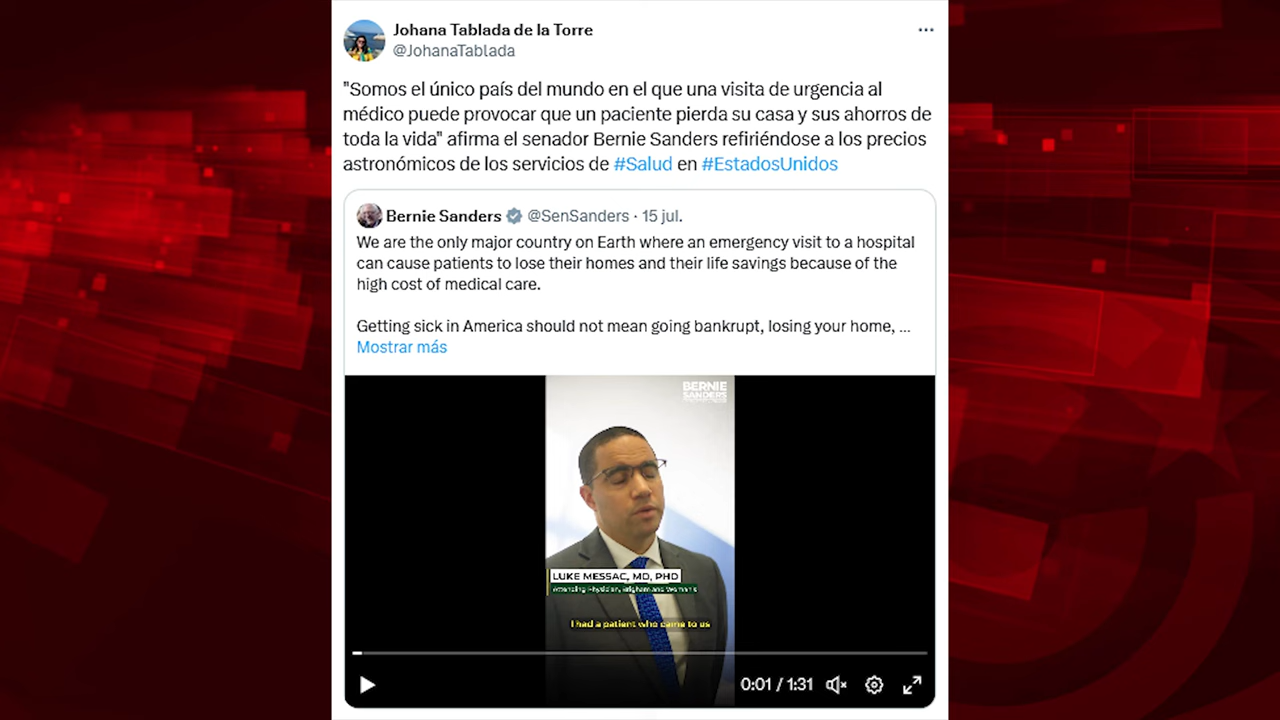 Johana Tablada de la Torre
@JohanaTablada
"Somos el único país del mundo en el que una visita de urgencia al
médico puede provocar que un paciente pierda su casa y sus ahorros de
toda la vida" afirma el senador Bernie Sanders refiriéndose a los precios
astronómicos de los servicios de #Salud en #EstadosUnidos
Bernie Sanders @SenSanders · 15 jul.
We are the only major country on Earth where an emergency visit to a hospital
can cause patients to lose their homes and their life savings because of the
high cost of medical care.
Getting sick in America should not mean going bankrupt, losing your home, ...
Mostrar más
BERNIE
SANDERS
LUKE MESSAC, MD, PHD
Attending Physician, Brigham and Women's
I had a patient who came to us
0:01 / 1:31